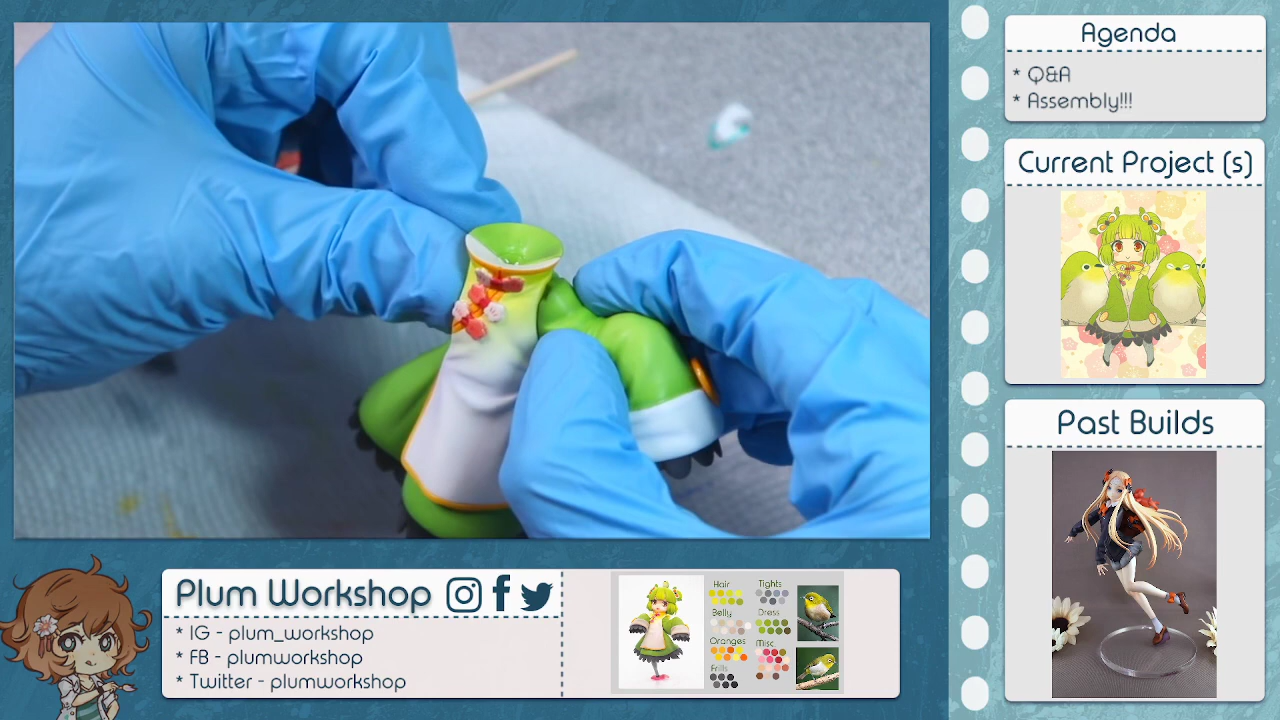 Agenda
* Q&A
* Assembly!!!
Current Project (s)
Past Builds
Plum Workshop
* IG - plum_workshop
* FB - plumworkshop
* Twitter - plumworkshop
Hair
Tights
Belly
Dress
Oranges
Misc.
Frills